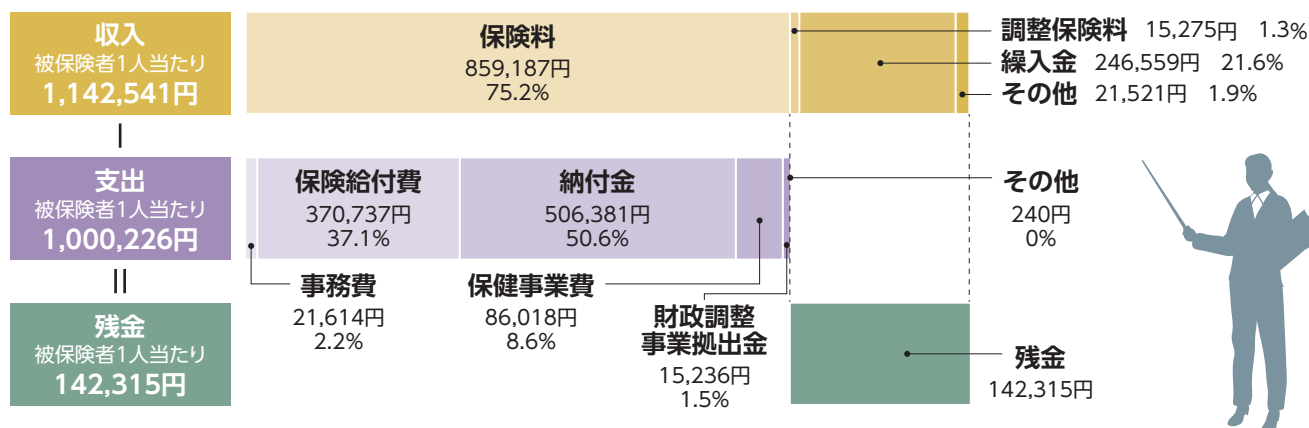 収入
被保険者1人当たり
1,142,541円
保険料
859,187円
75.2%
調整保険料 15,275円 1.3%
繰入金 246,559円 21.6%
その他 21,521円 1.9%
支出
被保険者1人当たり
1,000,226円
保険給付費
370,737円
37.1%
納付金
506,381円
50.6%
その他
240円
0%
事務費
21,614円
2.2%
保健事業費
86,018円
8.6%
財政調整
事業拠出金
15,236円
1.5%
残金
被保険者1人当たり
142,315円
残金
142,315円